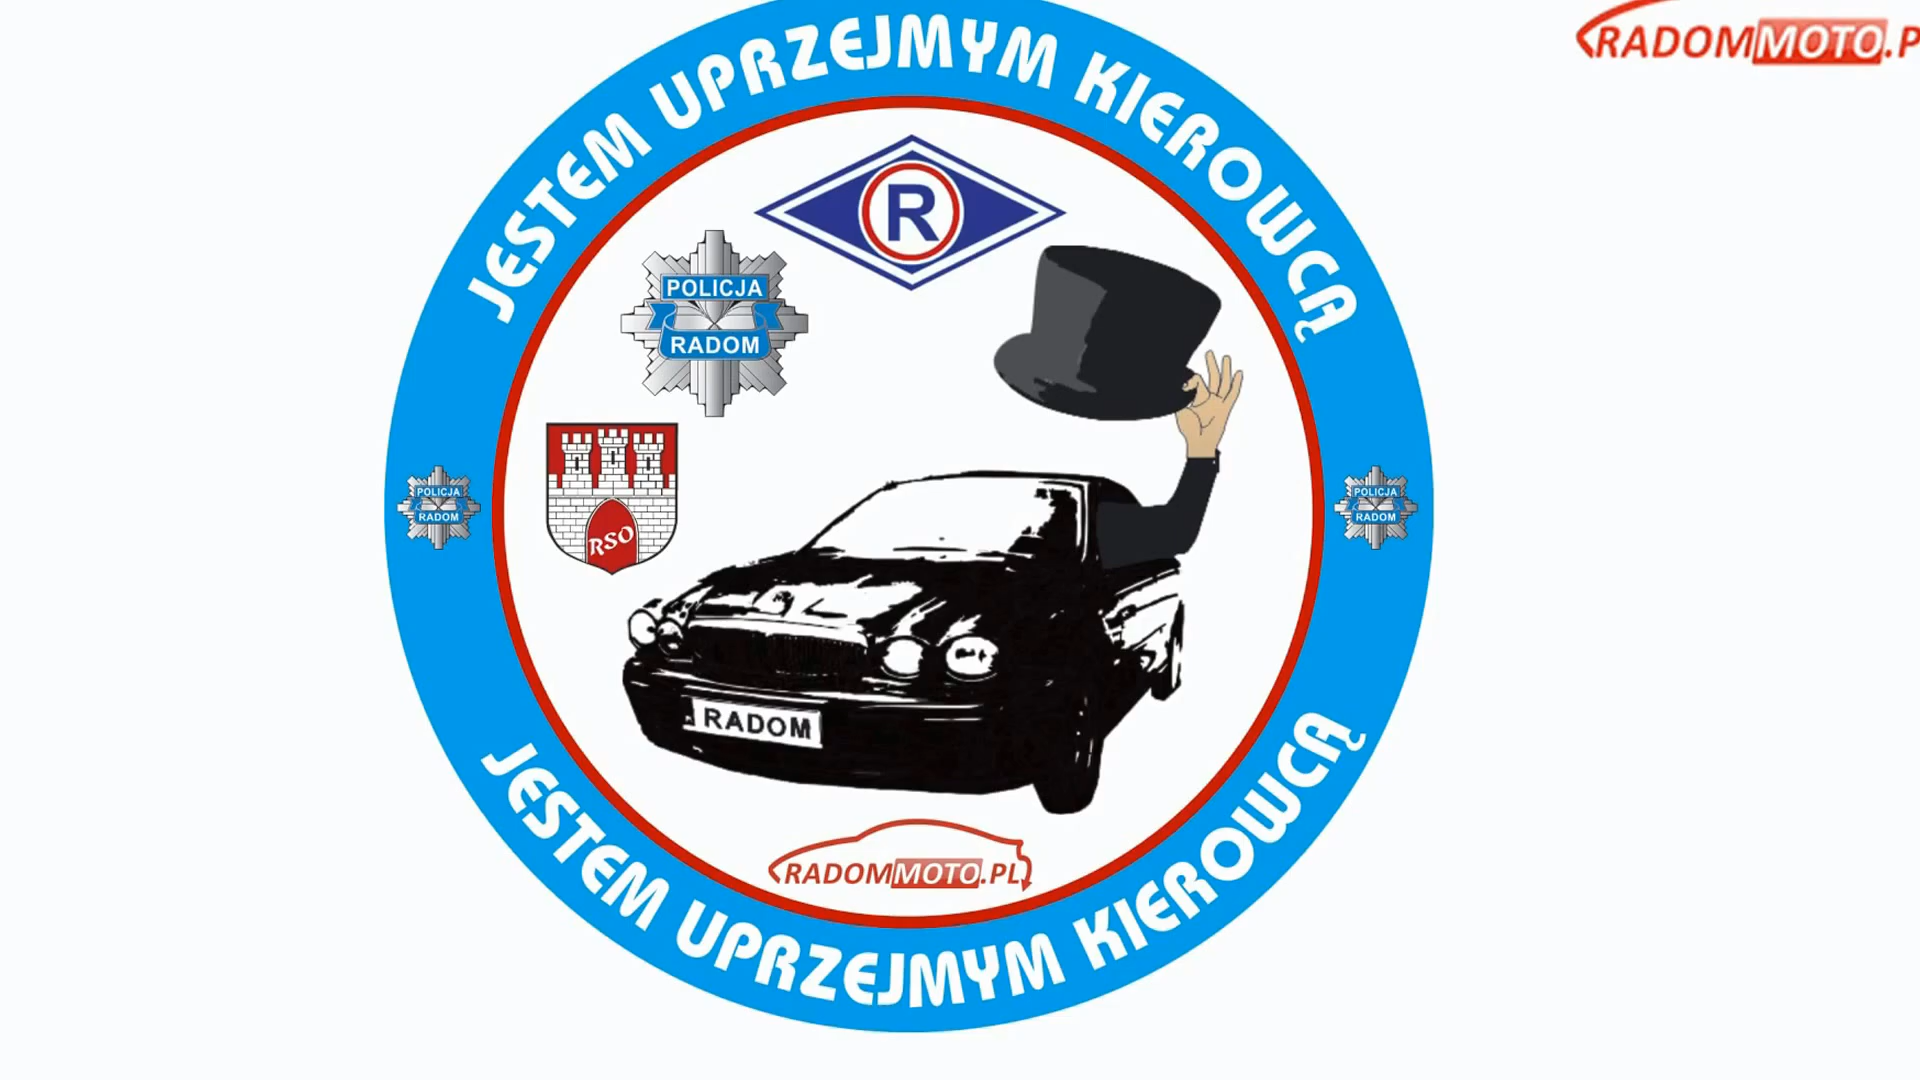 RADOMMOTO.P
JESTEM UPRZEJMYM KIEROWCĄ
R
POLICJA
RADOM
POLICJA
RADOM
POLICJA
RADOM
RSO
RADOM
RADOMMOTO.PL
JESTEM UPRZEJMYM KIEROWCĄ